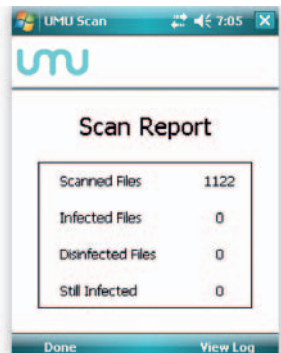 UMU Scan 7:05
umu
Scan Report
Scanned Files 1122
Infected Files 0
Disinfected Files 0
Still Infected 0
Done View Log